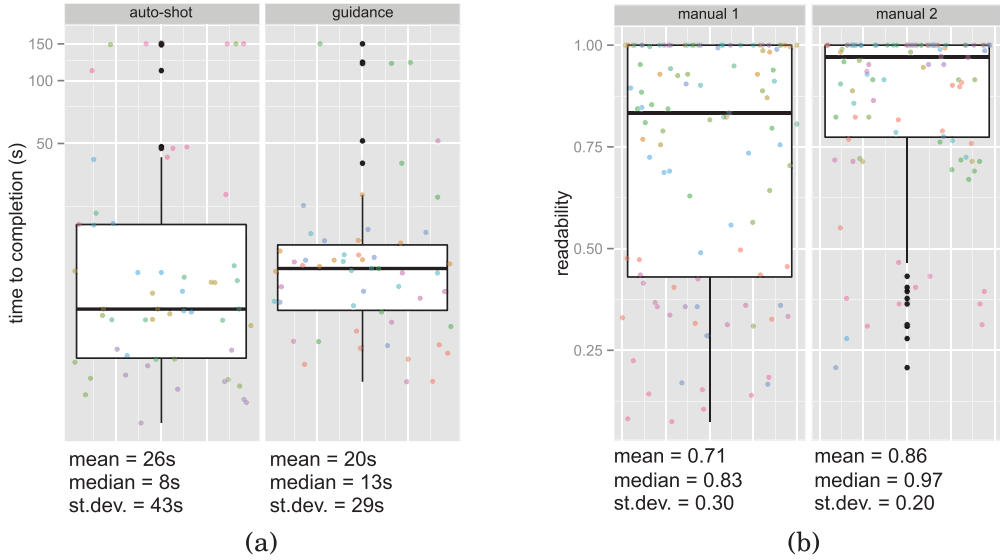 auto-shot
guidance
150
100
50
time to completion (s)
mean = 26s
median = 8s
st.dev. = 43s
mean = 20s
median = 13s
st.dev. = 29s
(a)
manual 1
manual 2
1.00
0.75
0.50
0.25
readability
mean = 0.71
median = 0.83
st.dev. = 0.30
mean = 0.86
median = 0.97
st.dev. = 0.20
(b)